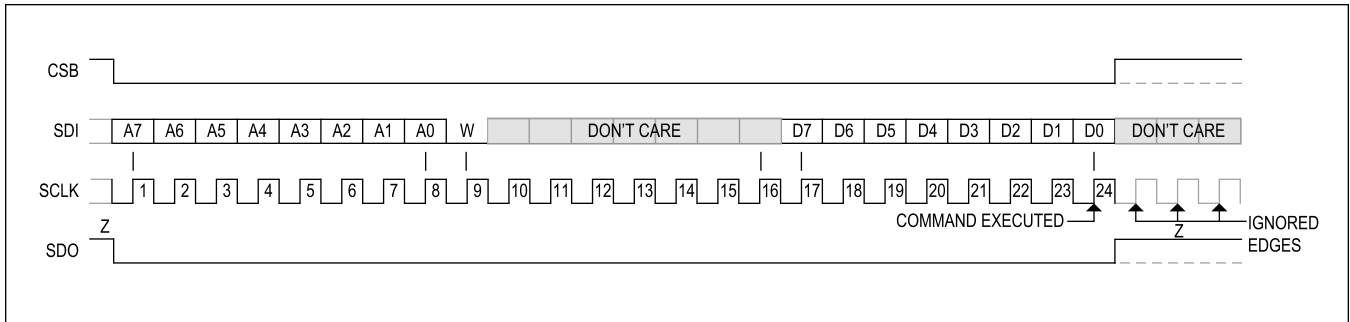 CSB
SDI A7 A6 A5 A4 A3 A2 A1 A0 W DON'T CARE D7 D6 D5 D4 D3 D2 D1 D0 DON'T CARE
SCLK 1 2 3 4 5 6 7 8 9 10 11 12 13 14 15 16 17 18 19 20 21 22 23 24
COMMAND EXECUTED IGNORED
Z Z EDGES
SDO